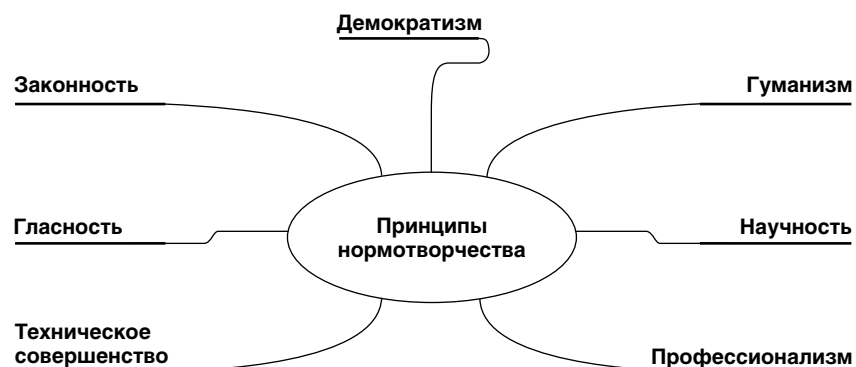 Демократизм
Законность
Гуманизм
Гласность
Принципы
нормотворчества
Научность
Техническое
совершенство
Профессионализм